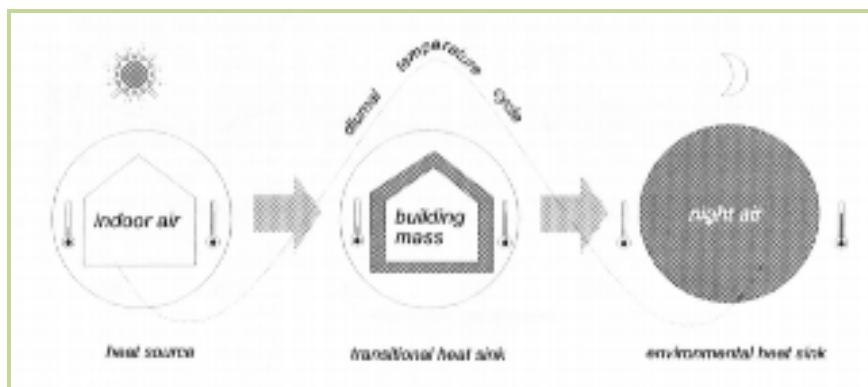 diurnal temperature cycle
indoor air
building
mass
night air
heat source
transitional heat sink
environmental heat sink